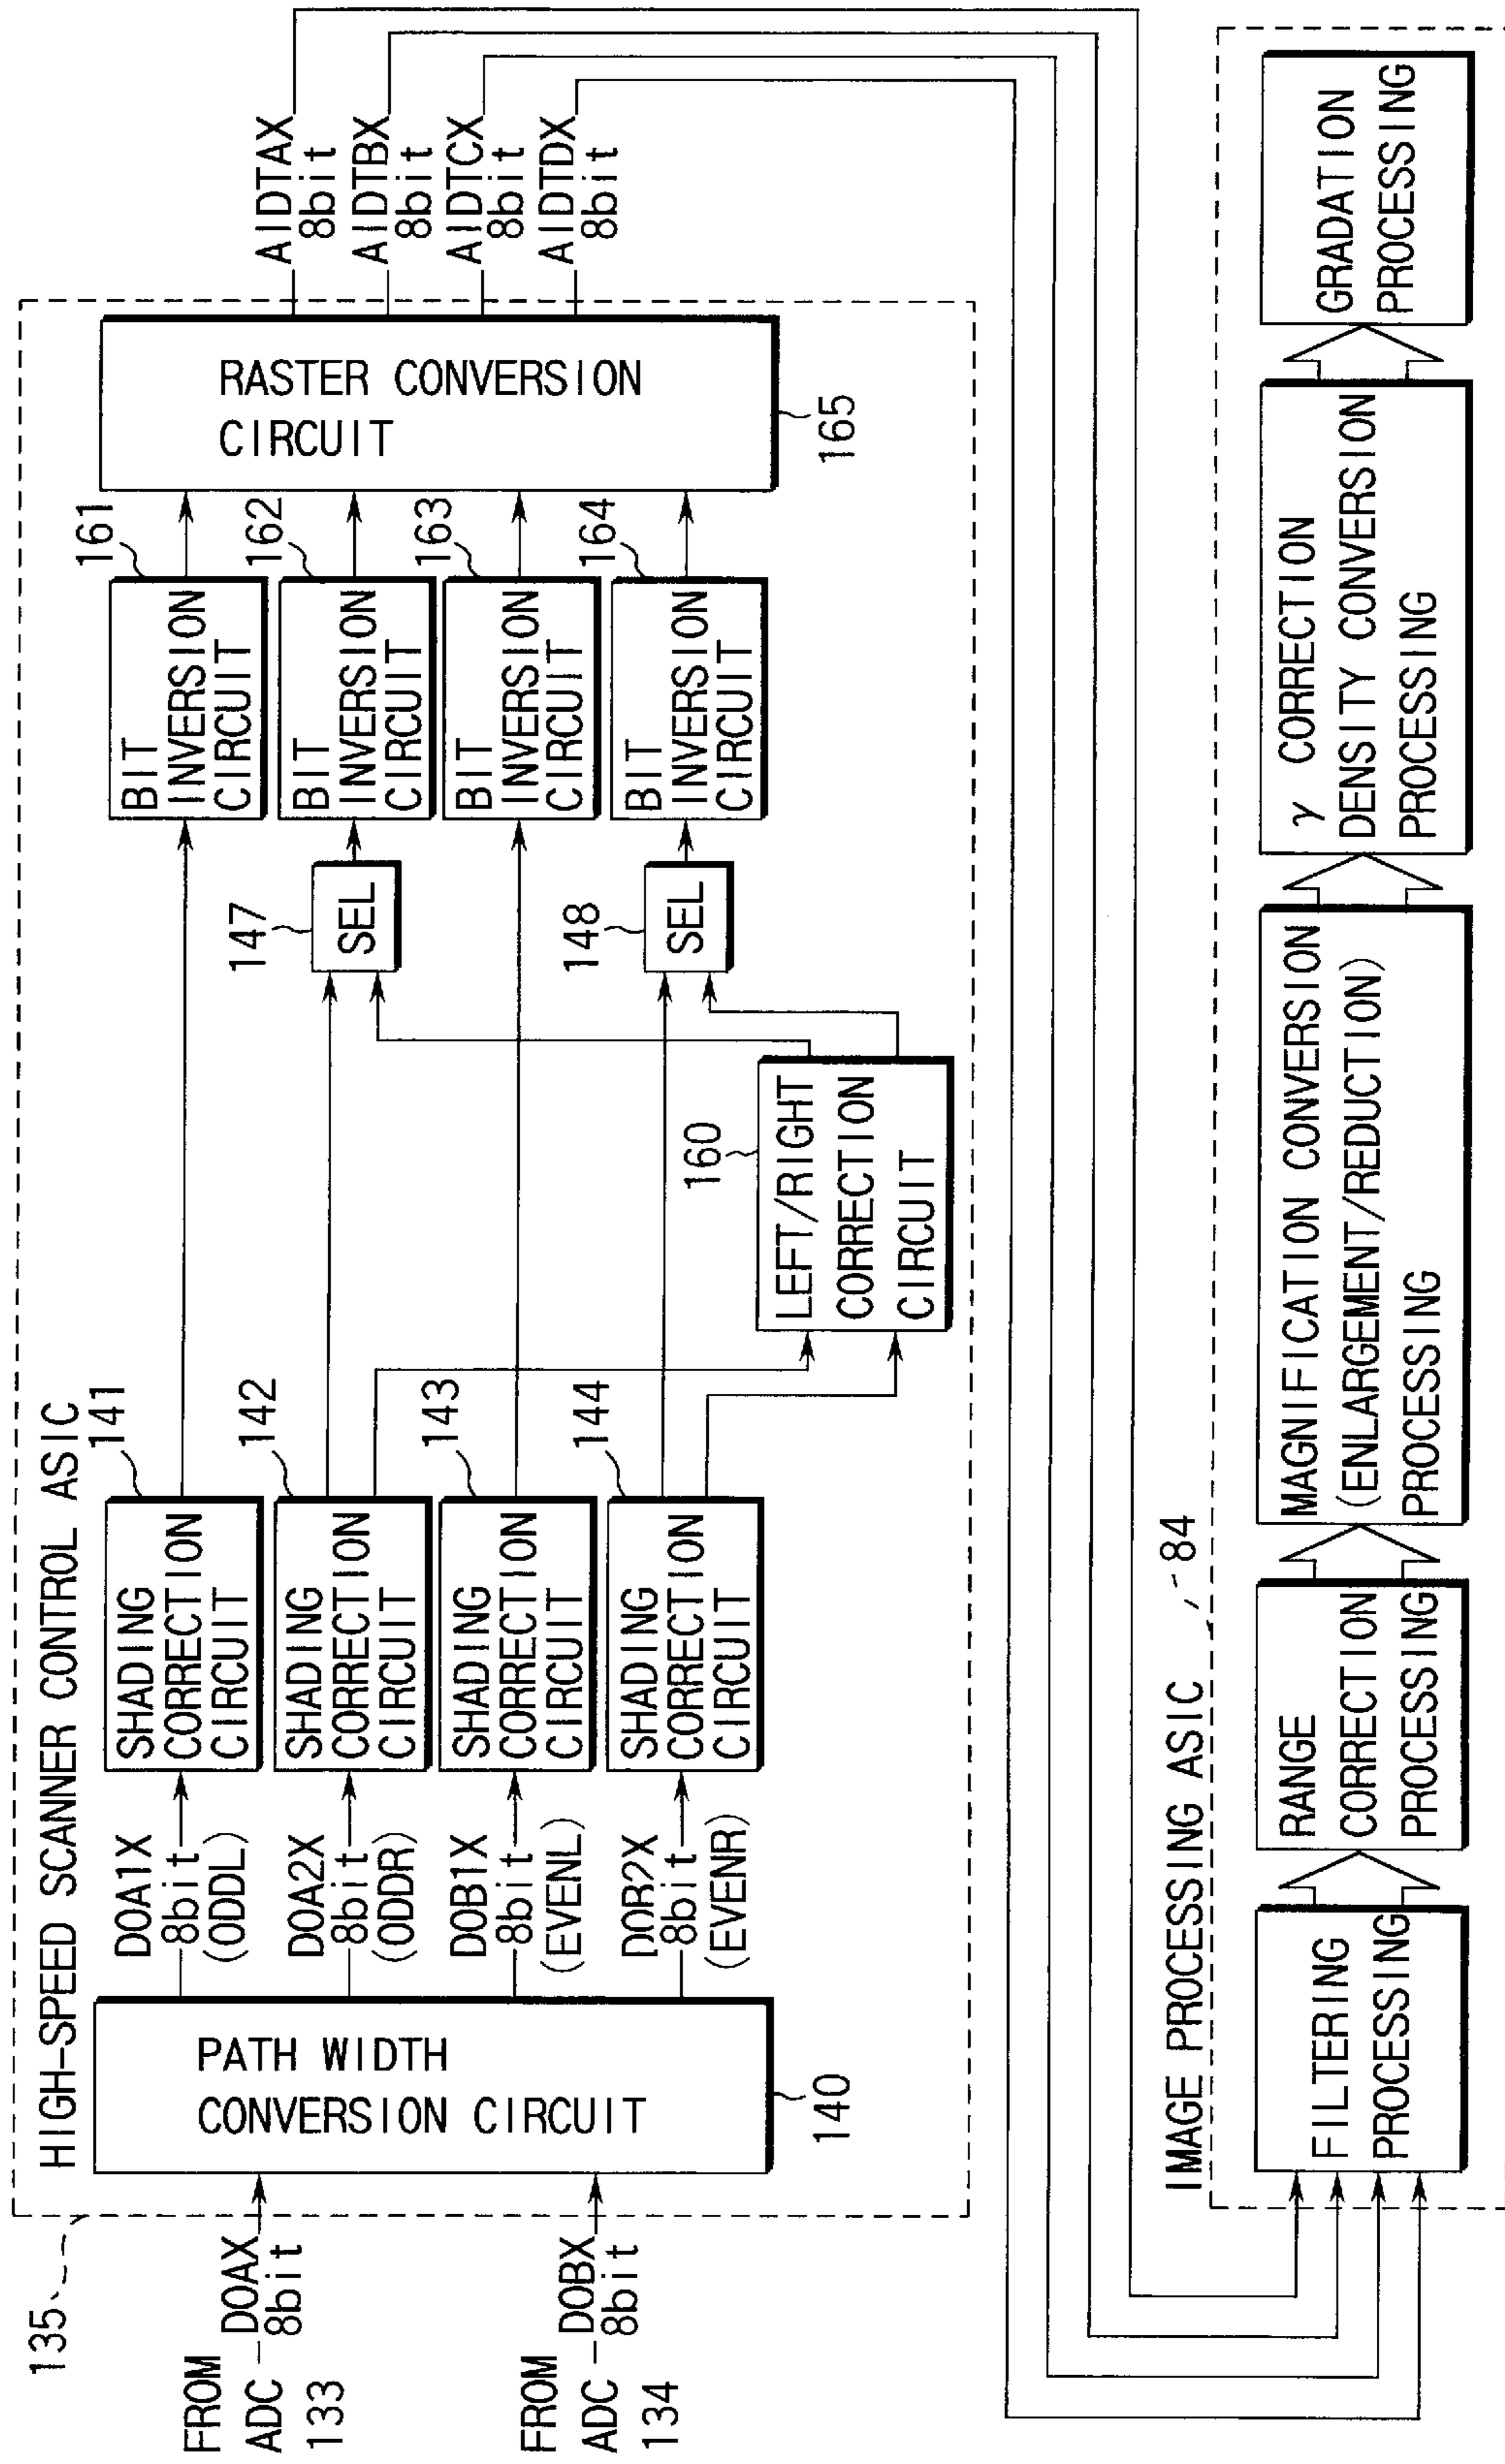 135
HIGH-SPEED SCANNER CONTROL ASIC
FROM
ADC
133
DOAX
8bit
FROM
ADC
134
DOBX
8bit
PATH WIDTH
CONVERSION CIRCUIT
140
DOA1X
8bit
(ODDL)
DOA2X
8bit
(ODDR)
DOB1X
8bit
(EVENL)
DOR2X
8bit
(EVENR)
141
SHADING
CORRECTION
CIRCUIT
142
SHADING
CORRECTION
CIRCUIT
143
SHADING
CORRECTION
CIRCUIT
144
SHADING
CORRECTION
CIRCUIT
160
LEFT/RIGHT
CORRECTION
CIRCUIT
147
SEL
148
SEL
161
BIT
INVERSION
CIRCUIT
162
BIT
INVERSION
CIRCUIT
163
BIT
INVERSION
CIRCUIT
164
BIT
INVERSION
CIRCUIT
RASTER CONVERSION
CIRCUIT
165
AIDTAX
8bit
AIDTBX
8bit
AIDTCX
8bit
AIDTDX
8bit
IMAGE PROCESSING ASIC
84
FILTERING
PROCESSING
RANGE
CORRECTION
PROCESSING
MAGNIFICATION CONVERSION
(ENLARGEMENT/REDUCTION)
PROCESSING
γ CORRECTION
DENSITY CONVERSION
PROCESSING
GRADATION
PROCESSING